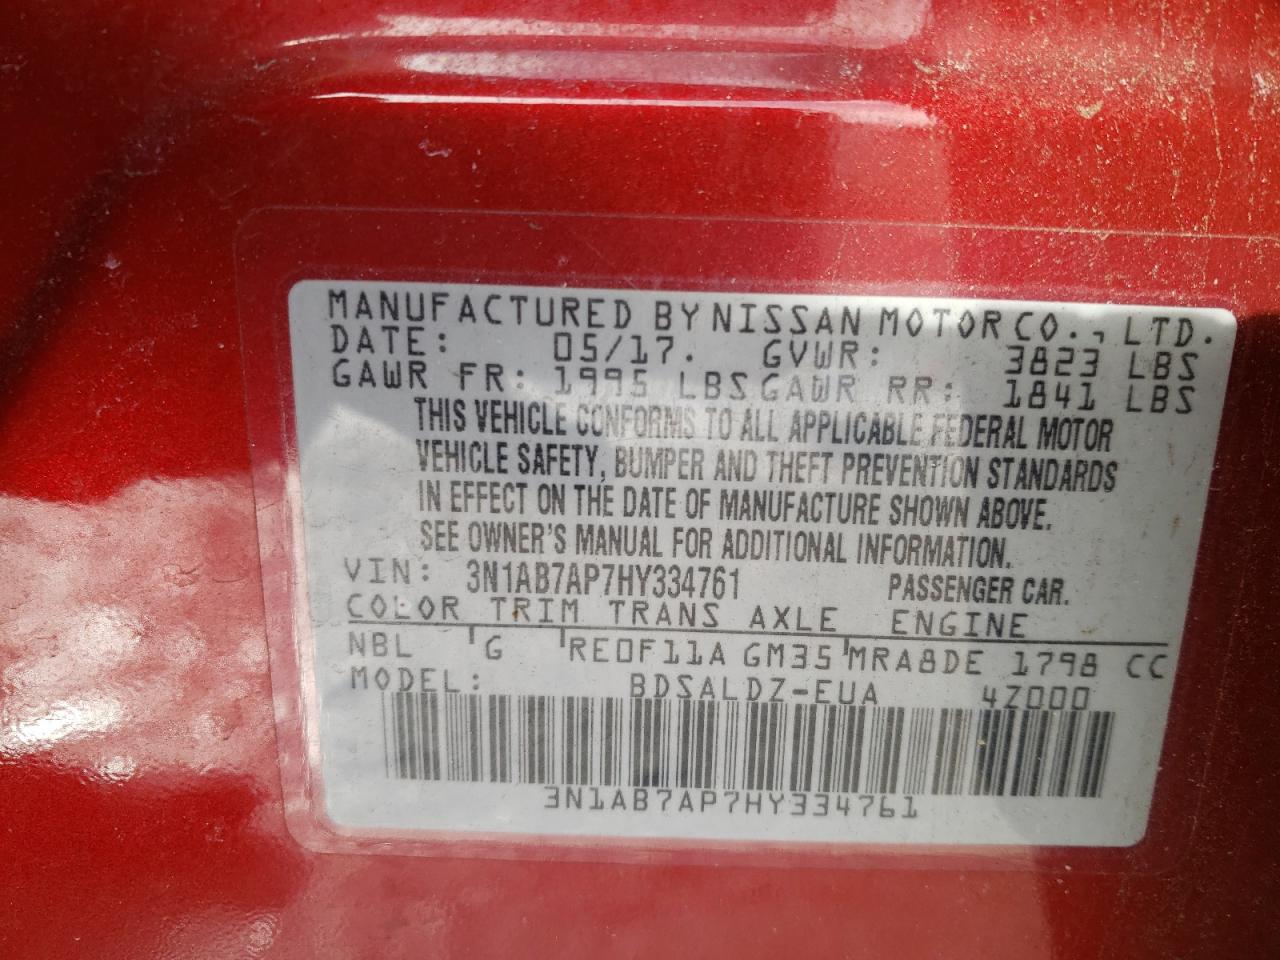 MANUFACTURED BY NISSAN MOTOR CO., LTD.
DATE: 05/17. GVWR: 3823 LBS
GAWR FR: 1995 LBS GAWR RR: 1841 LBS
THIS VEHICLE CONFORMS TO ALL APPLICABLE FEDERAL MOTOR
VEHICLE SAFETY, BUMPER AND THEFT PREVENTION STANDARDS
IN EFFECT ON THE DATE OF MANUFACTURE SHOWN ABOVE.
SEE OWNER'S MANUAL FOR ADDITIONAL INFORMATION.
VIN: 3N1AB7AP7HY334761 PASSENGER CAR.
COLOR TRIM TRANS AXLE ENGINE
NBL G RE0F11A GM35 MRA8DE 1798 CC
MODEL: BDSALDZ-EUA 4Z000
3N1AB7AP7HY334761